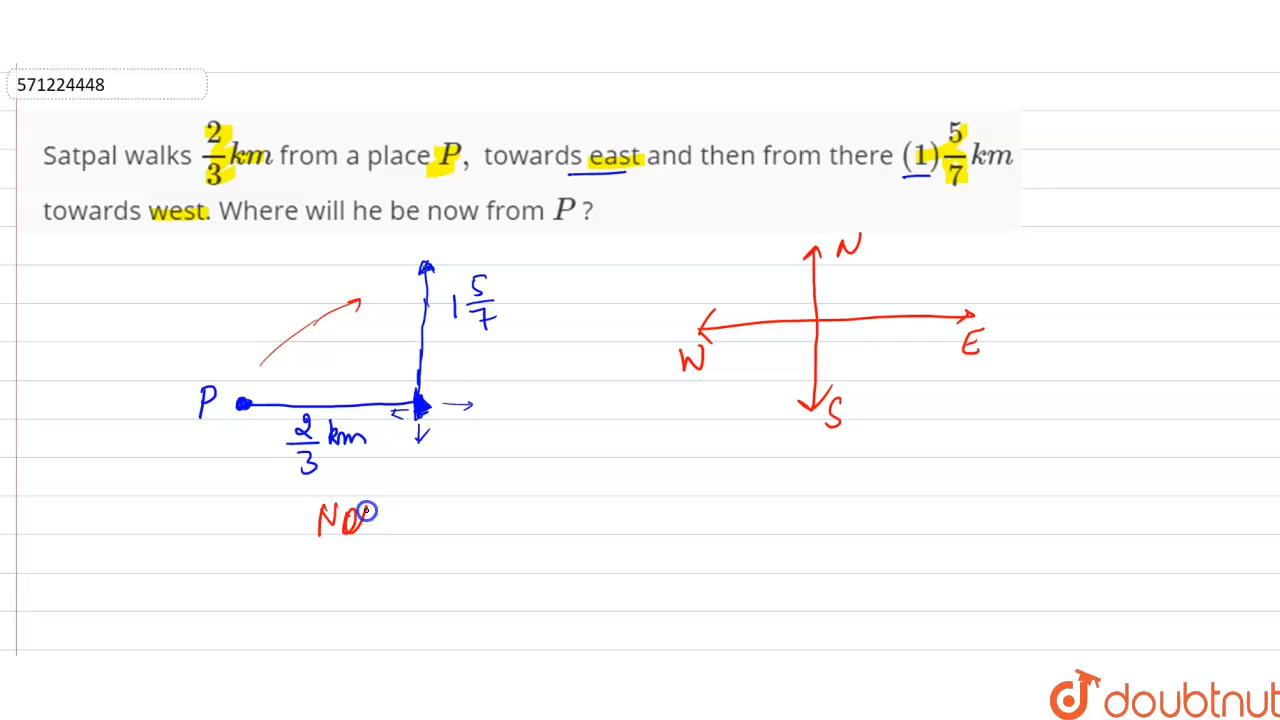 571224448
Satpal walks 2/3 km from a place P, towards east and then from there (1) 5/7 km
towards west. Where will he be now from P ?
N
1 5/7
W
E
P
S
2/3 km
NO
doubtnut